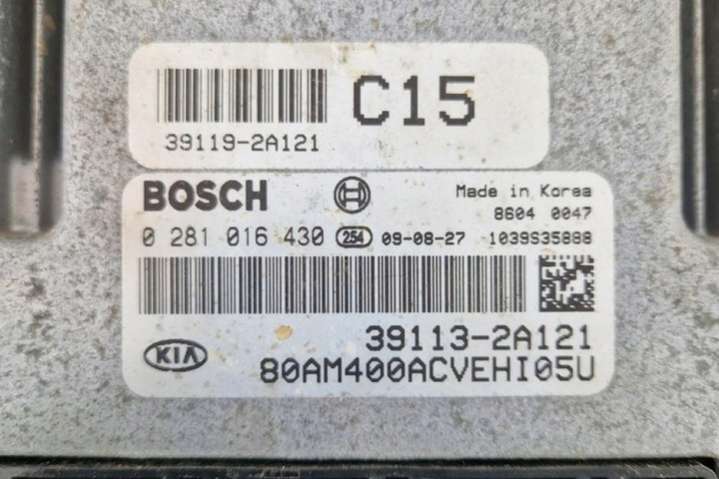 C15
39119-2A121
BOSCH
Made in Korea
8604 0047
0 281 016 430 254 09-08-27 1039S35888
39113-2A121
KIA
80AM400ACVEHI05U